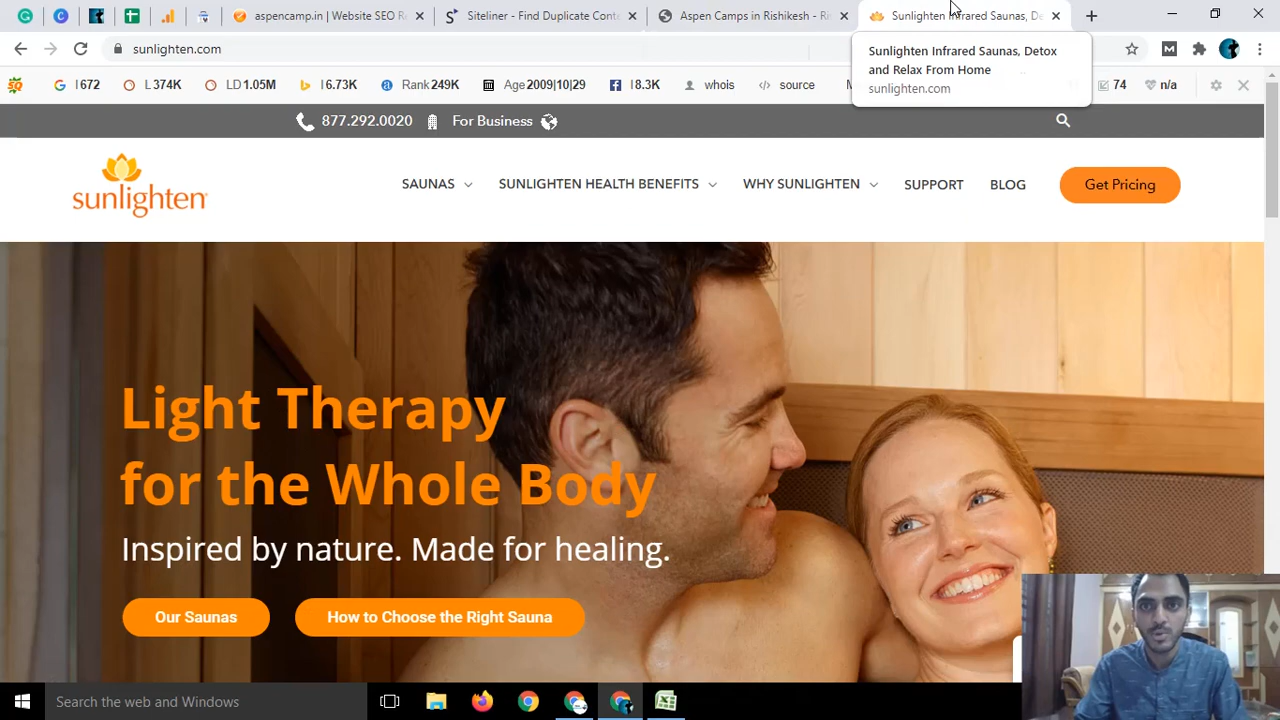 aspencamp.in | Website SEO R
Siteliner - Find Duplicate Conte
Aspen Camps in Rishikesh - Ri
Sunlighten Infrared Saunas, De
sunlighten.com
Sunlighten Infrared Saunas, Detox
and Relax From Home
sunlighten.com
I 672
L 374K
LD 1.05M
I 6.73K
Rank 249K
Age 2009|10|29
I 8.3K
whois
source
74
n/a
877.292.0020
For Business
sunlighten
SAUNAS
SUNLIGHTEN HEALTH BENEFITS
WHY SUNLIGHTEN
SUPPORT
BLOG
Get Pricing
Light Therapy
for the Whole Body
Inspired by nature. Made for healing.
Our Saunas
How to Choose the Right Sauna
Search the web and Windows